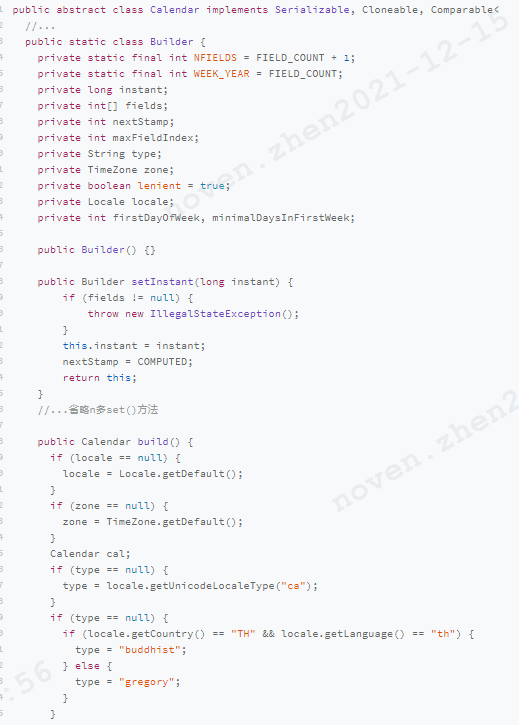 public abstract class Calendar implements Serializable, Cloneable, Comparable<
//...
public static class Builder {
private static final int NFIELDS = FIELD_COUNT + 1;
private static final int WEEK_YEAR = FIELD_COUNT;
private long instant;
private int[] fields;
private int nextStamp;
private int maxFieldIndex;
private String type;
private TimeZone zone;
private boolean lenient = true;
private Locale locale;
private int firstDayOfWeek, minimalDaysInFirstWeek;
public Builder() {}
public Builder setInstant(long instant) {
if (fields != null) {
throw new IllegalStateException();
}
this.instant = instant;
nextStamp = COMPUTED;
return this;
}
//...省略n多set()方法
public Calendar build() {
if (locale == null) {
locale = Locale.getDefault();
}
if (zone == null) {
zone = TimeZone.getDefault();
}
Calendar cal;
if (type == null) {
type = locale.getUnicodeLocaleType("ca");
}
if (type == null) {
if (locale.getCountry() == "TH" && locale.getLanguage() == "th") {
type = "buddhist";
} else {
type = "gregory";
}
}
noven.zhen2021-12-15
noven.zhen2
:56